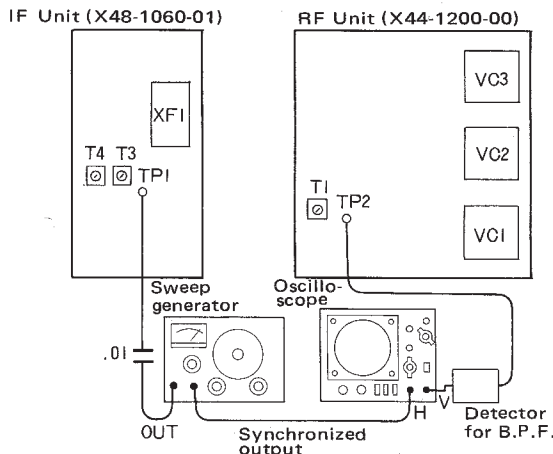 IF Unit (X48-1060-01)
RF Unit (X44-1200-00)
XF1
T4
T3
TP1
VC3
VC2
VC1
T1
TP2
Sweep
generator
Oscillo-
scope
.01
OUT
Synchronized
output
H
V
Detector
for B.P.F.